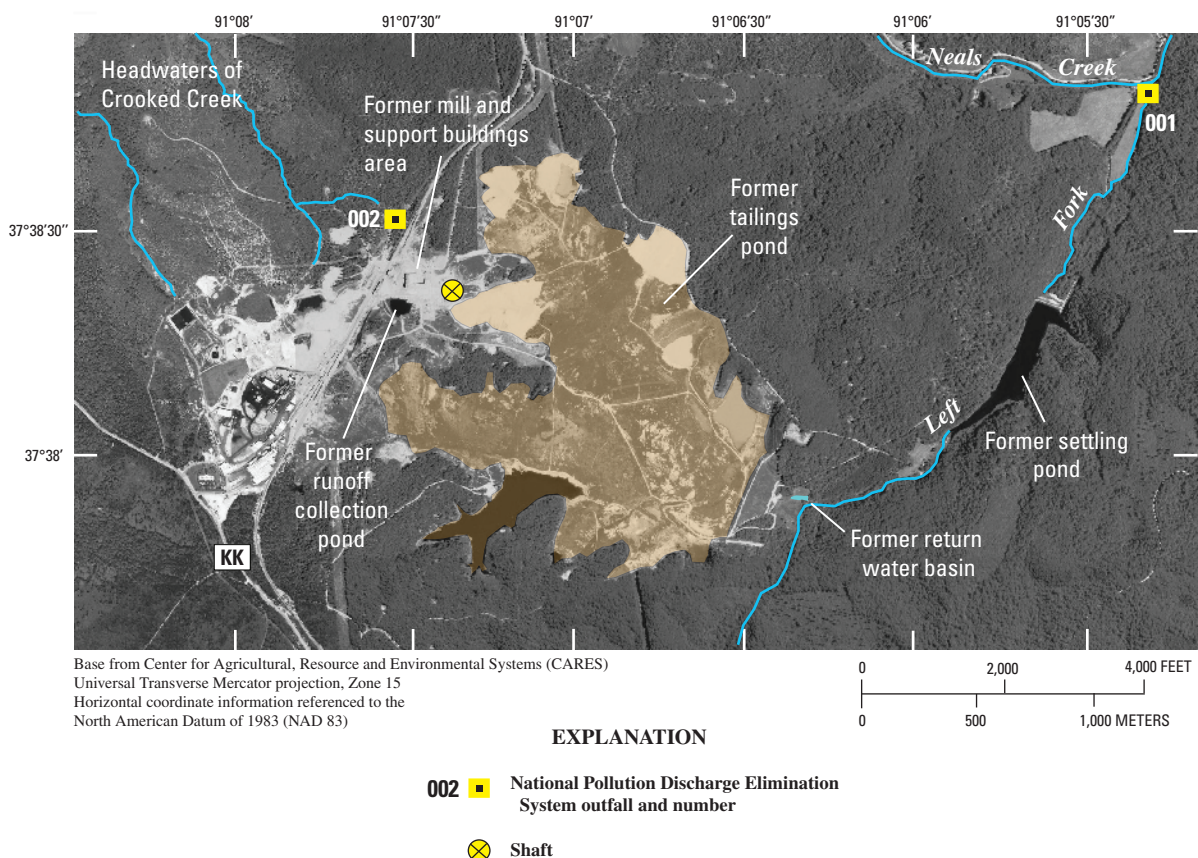 91°08
91°07'30"
91°07
91°06'30"
91°06
91°05'30"
Headwaters of
Crooked Creek
Former mill and
support buildings
area
Neals Creek
001
Former
tailings
pond
Fork
002
37°38'30"
Left
Former settling
pond
37°38'
Former
runoff
collection
pond
Former return
water basin
KK
Base from Center for Agricultural, Resource and Environmental Systems (CARES)
Universal Transverse Mercator projection, Zone 15
Horizontal coordinate information referenced to the
North American Datum of 1983 (NAD 83)
0 2,000 4,000 FEET
0 500 1,000 METERS
EXPLANATION
002 National Pollution Discharge Elimination
System outfall and number
Shaft